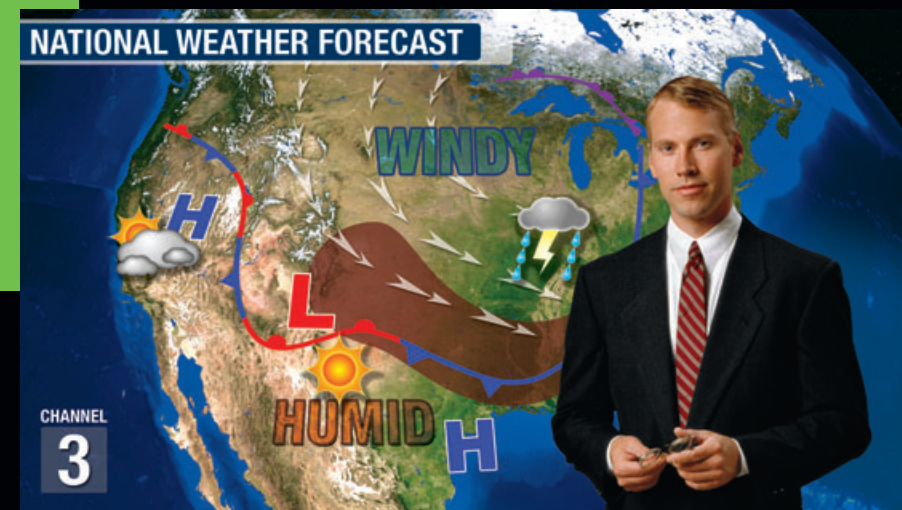 NATIONAL WEATHER FORECAST
WINDY
H
L
HUMID
H
CHANNEL
3